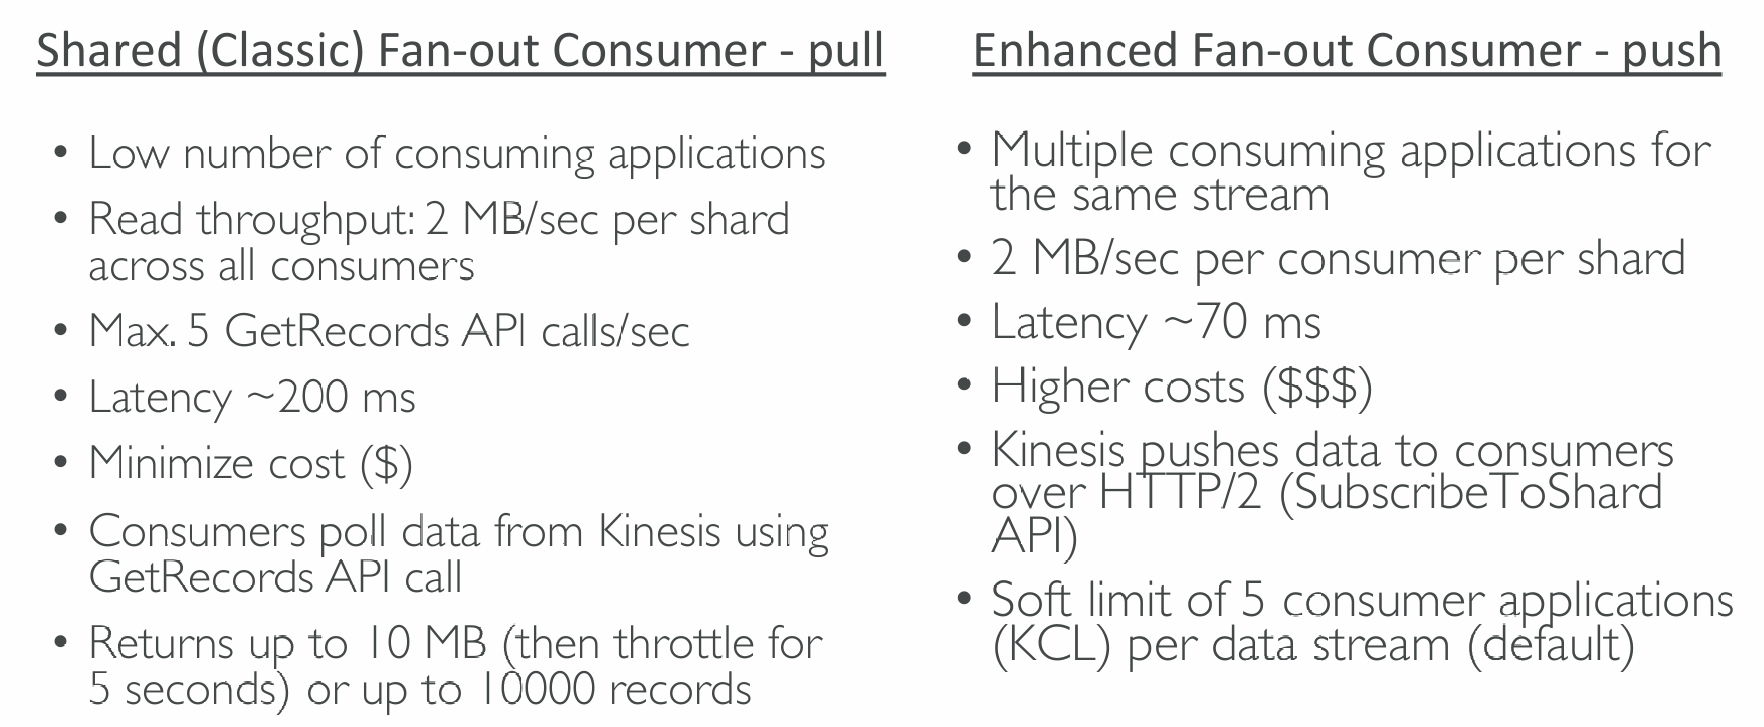 Shared (Classic) Fan-out Consumer - pull
• Low number of consuming applications
• Read throughput: 2 MB/sec per shard
across all consumers
• Max. 5 GetRecords API calls/sec
• Latency ~200 ms
• Minimize cost ($)
• Consumers poll data from Kinesis using
GetRecords API call
• Returns up to 10 MB (then throttle for
5 seconds) or up to 10000 records
Enhanced Fan-out Consumer - push
• Multiple consuming applications for
the same stream
• 2 MB/sec per consumer per shard
• Latency ~70 ms
• Higher costs ($$$)
• Kinesis pushes data to consumers
over HTTP/2 (SubscribeToShard
API)
• Soft limit of 5 consumer applications
(KCL) per data stream (default)